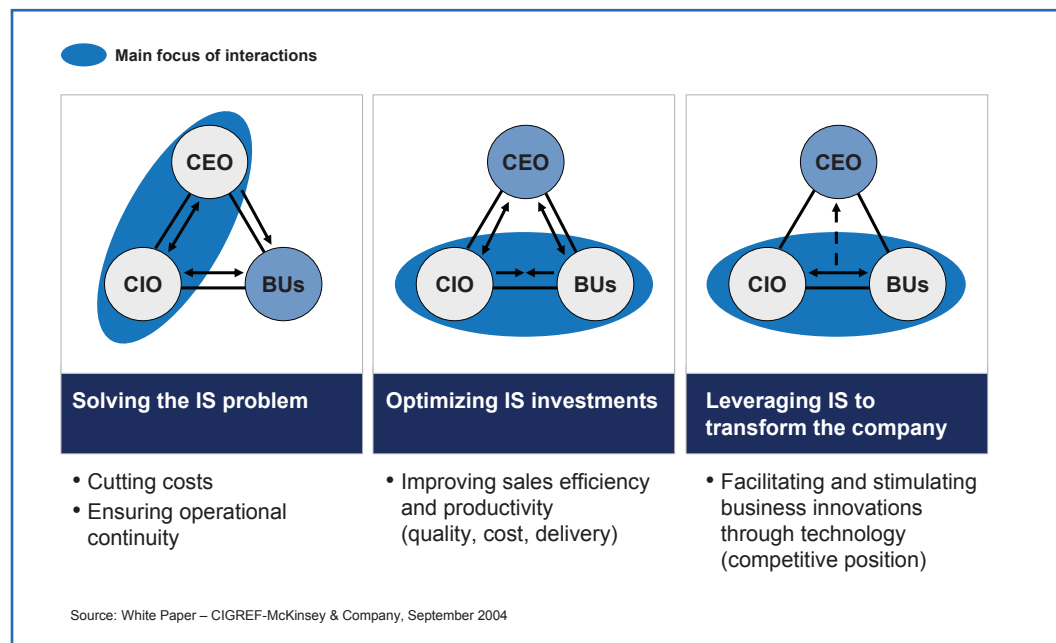 Main focus of interactions
CEO
CIO
BUs
Solving the IS problem
• Cutting costs
• Ensuring operational
continuity
CEO
CIO
BUs
Optimizing IS investments
• Improving sales efficiency
and productivity
(quality, cost, delivery)
CEO
CIO
BUs
Leveraging IS to
transform the company
• Facilitating and stimulating
business innovations
through technology
(competitive position)
Source: White Paper – CIGREF-McKinsey & Company, September 2004